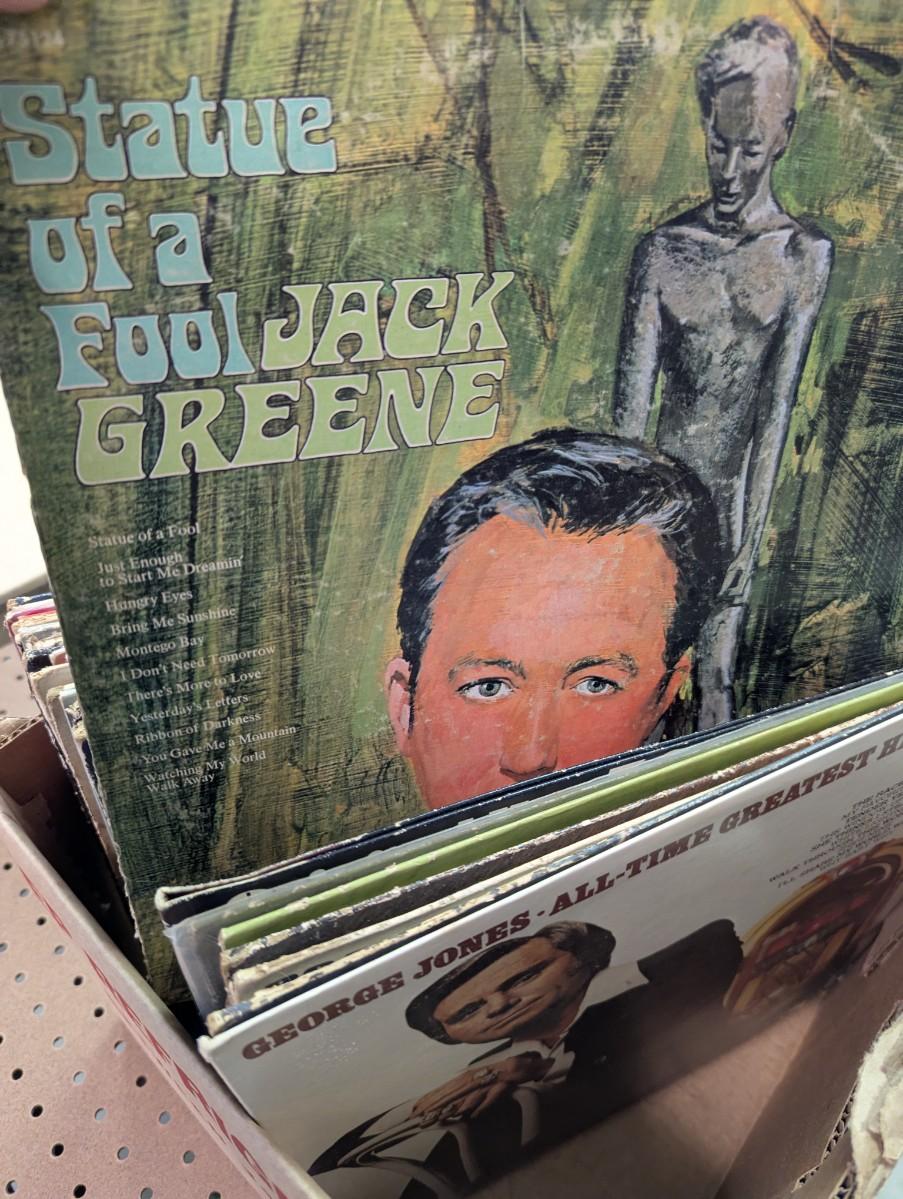 Statue
of a
Fool JACK
GREENE
Statue of a Fool
Just Enough
to Start Me Dreamin'
Hungry Eyes
Bring Me Sunshine
Montego Bay
I Don't Need Tomorrow
There's More to Love
Yesterday's Letters
Ribbon of Darkness
You Gave Me a Mountain
Watching My World
Walk Away
GEORGE JONES · ALL-TIME GREATEST